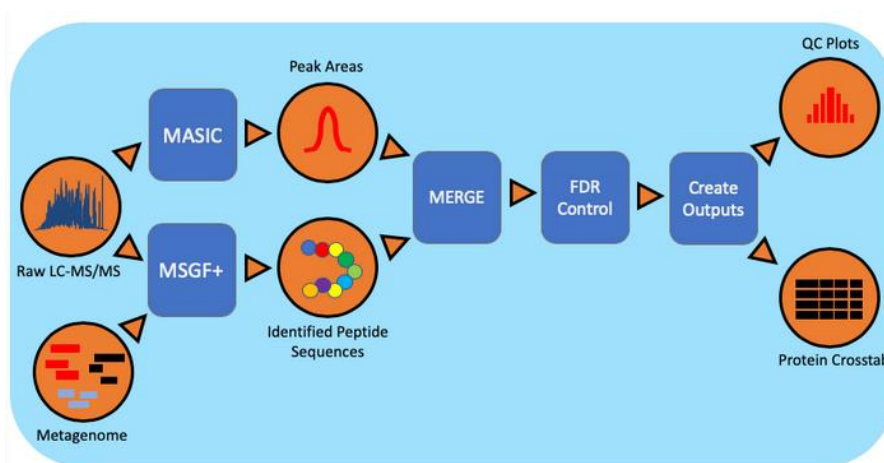 QC Plots
Peak Areas
MASIC
MERGE
FDR
Control
Create
Outputs
Raw LC-MS/MS
MSGF+
Identified Peptide
Sequences
Protein Crosstab
Metagenome